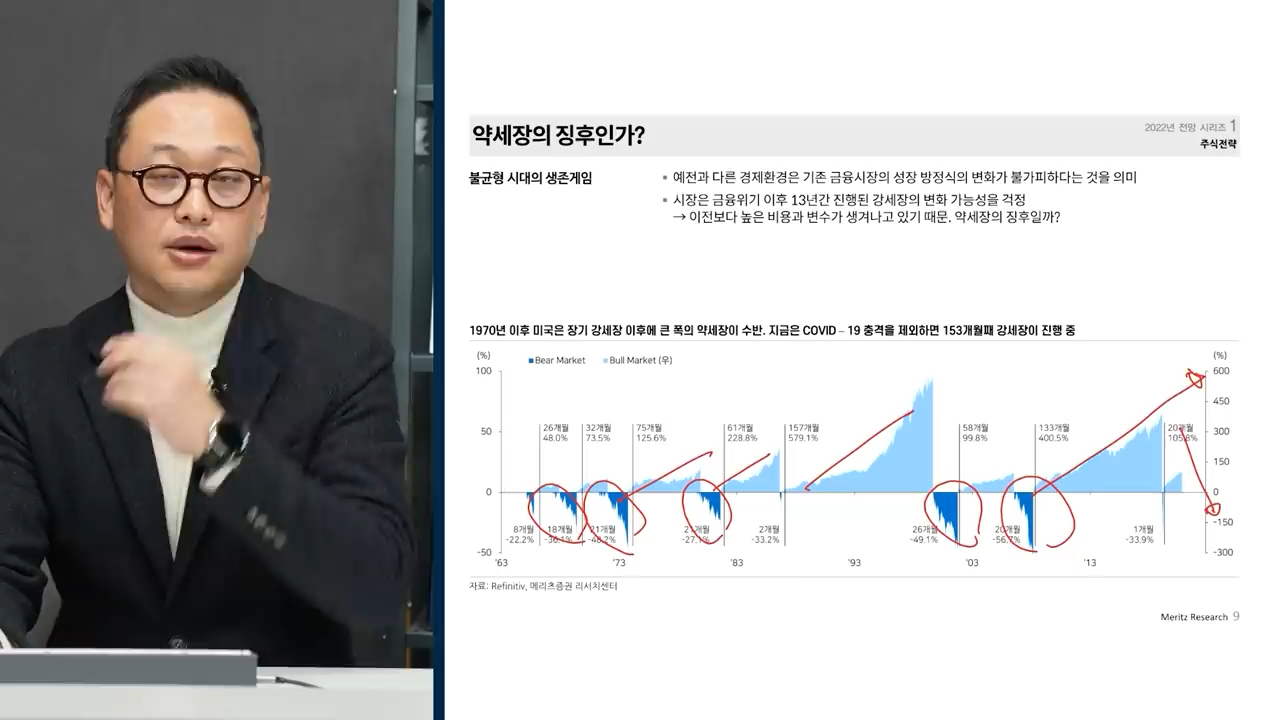 약세장의 징후인가?
2022년 전망 시리즈 1
주식전략
불균형 시대의 생존게임
▪ 예전과 다른 경제환경은 기존 금융시장의 성장 방정식의 변화가 불가피하다는 것을 의미
▪ 시장은 금융위기 이후 13년간 진행된 강세장의 변화 가능성을 걱정
→ 이전보다 높은 비용과 변수가 생겨나고 있기 때문. 약세장의 징후일까?
1970년 이후 미국은 장기 강세장 이후에 큰 폭의 약세장이 수반. 지금은 COVID – 19 충격을 제외하면 153개월째 강세장이 진행 중
(%) (%)
■Bear Market ■Bull Market (우)
100 600
450
50 300
150
0 0
-150
-50 -300
26개월 32개월 75개월 61개월 157개월 58개월 133개월 20개월
48.0% 73.5% 125.6% 228.8% 579.1% 99.8% 400.5% 105.8%
8개월 18개월 21개월 2개월 26개월 1개월
-22.2% -36.1% -48.2% -33.2% -49.1% -56.7% -33.9%
'63 '73 '83 '93 '03 '13
자료: Refinitiv, 메리츠증권 리서치센터
Meritz Research 9